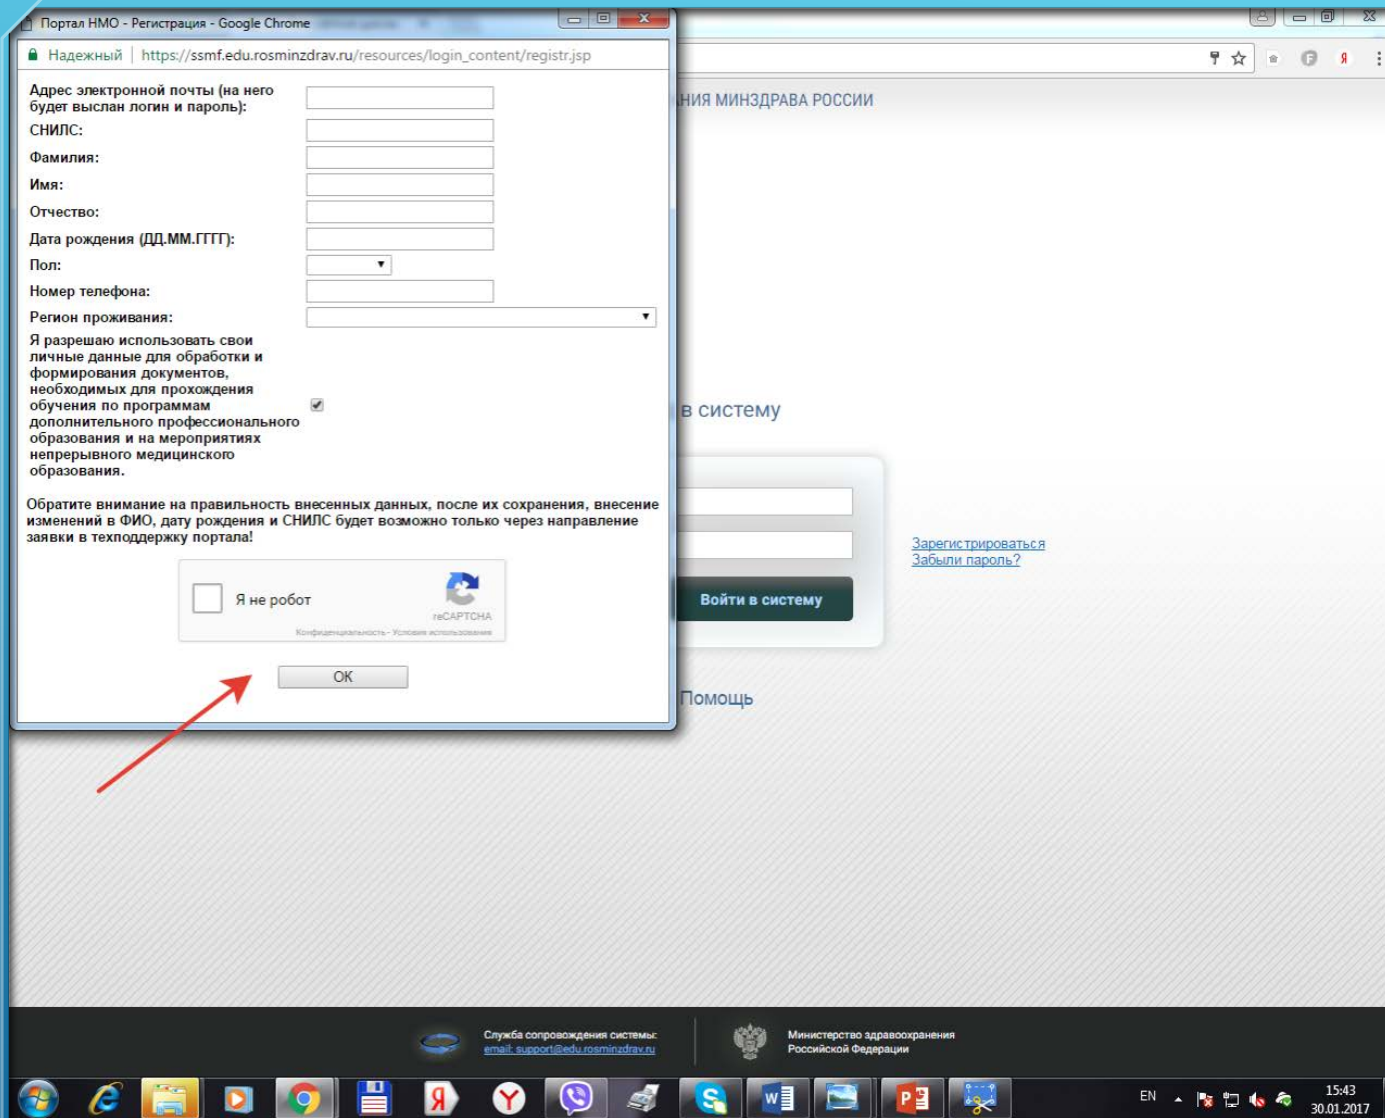 Портал НМО - Регистрация - Google Chrome
Надежный | https://ssmf.edu.rosminzdrav.ru/resources/login_content/registr.jsp
Адрес электронной почты (на него
будет выслан логин и пароль):
СНИЛС:
Фамилия:
Имя:
Отчество:
Дата рождения (ДД.ММ.ГГГГ):
Пол:
Номер телефона:
Регион проживания:
Я разрешаю использовать свои
личные данные для обработки и
формирования документов,
необходимых для прохождения
обучения по программам
дополнительного профессионального
образования и на мероприятиях
непрерывного медицинского
образования.
Обратите внимание на правильность внесенных данных, после их сохранения, внесение
изменений в ФИО, дату рождения и СНИЛС будет возможно только через направление
заявки в техподдержку портала!
Я не робот
reCAPTCHA
Конфиденциальность - Условия использования
ОК
НИЯ МИНЗДРАВА РОССИИ
в систему
Зарегистрироваться
Забыли пароль?
Войти в систему
Помощь
Служба сопровождения системы:
email: support@edu.rosminzdrav.ru
Министерство здравоохранения
Российской Федерации
EN
15:43
30.01.2017